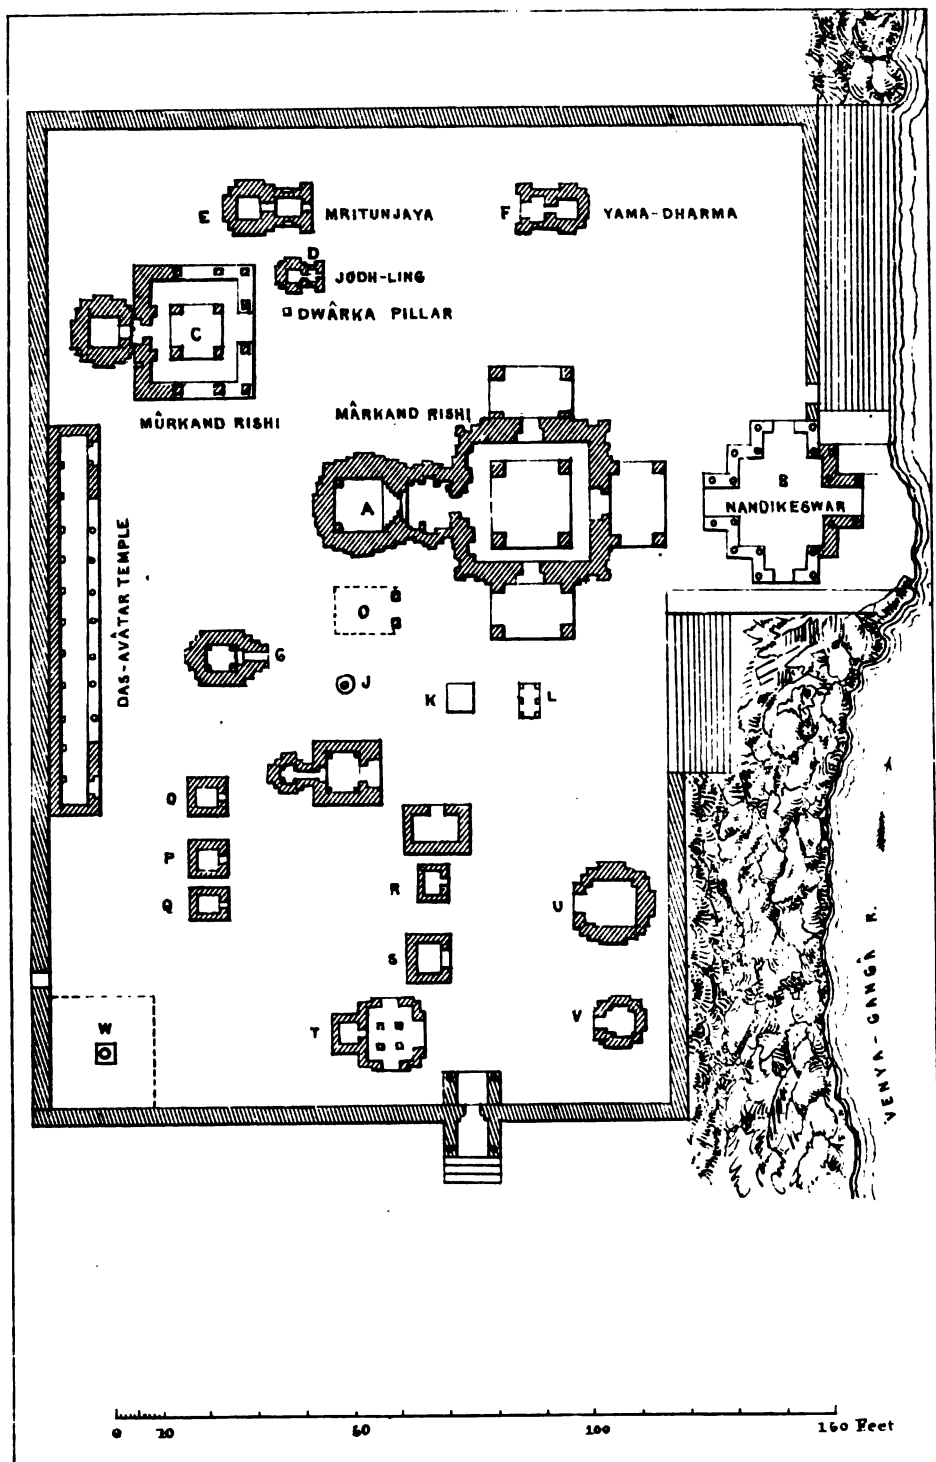 E
MRITUNJAYA
F
YAMA-DHARMA
D
JODH-LING
DWÂRKA PILLAR
C
MÛRKAND RISHI
MÂRKAND RISHI
A
B
NANDIKESWAR
DAS-AVATÂR TEMPLE
O
G
J
K
L
O
P
Q
R
S
T
U
V
W
VENYA-GANGÂ R.
0 10 50 100 150 Feet